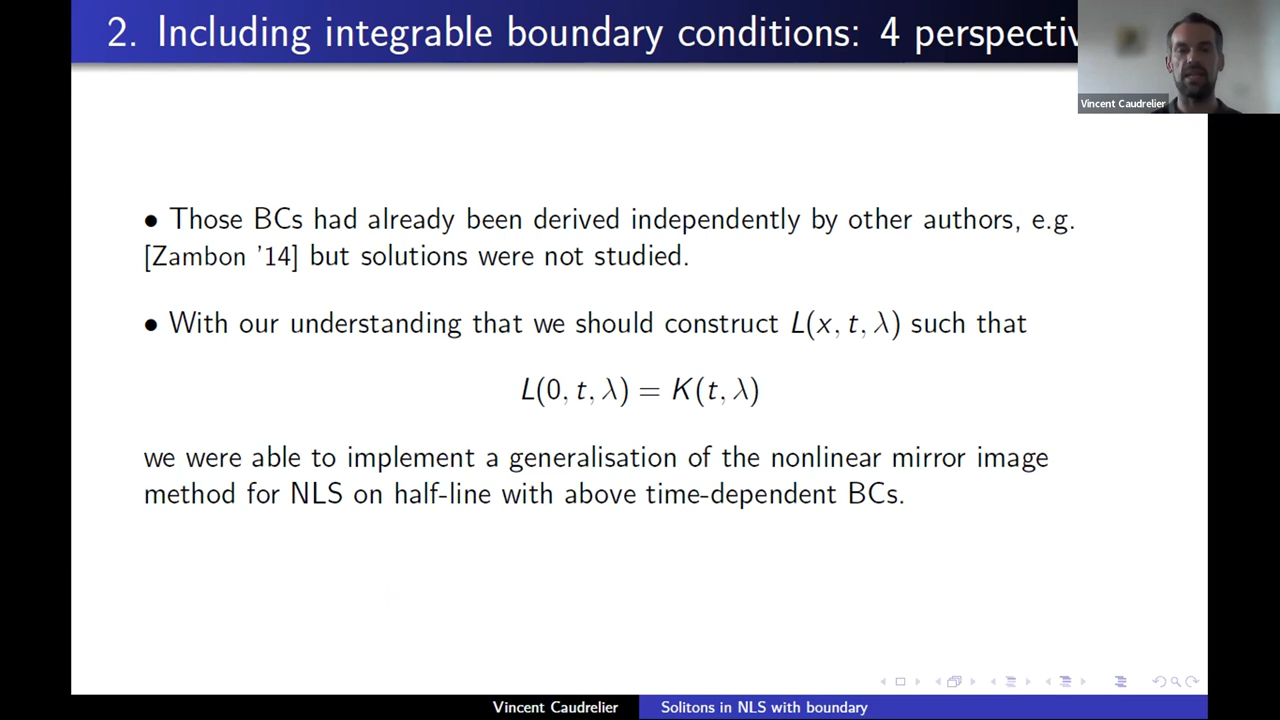 2. Including integrable boundary conditions: 4 perspectiv
Vincent Caudrelier
• Those BCs had already been derived independently by other authors, e.g.
[Zambon ’14] but solutions were not studied.
• With our understanding that we should construct L(x, t, λ) such that
L(0, t, λ) = K(t, λ)
we were able to implement a generalisation of the nonlinear mirror image
method for NLS on half-line with above time-dependent BCs.
Vincent Caudrelier
Solitons in NLS with boundary